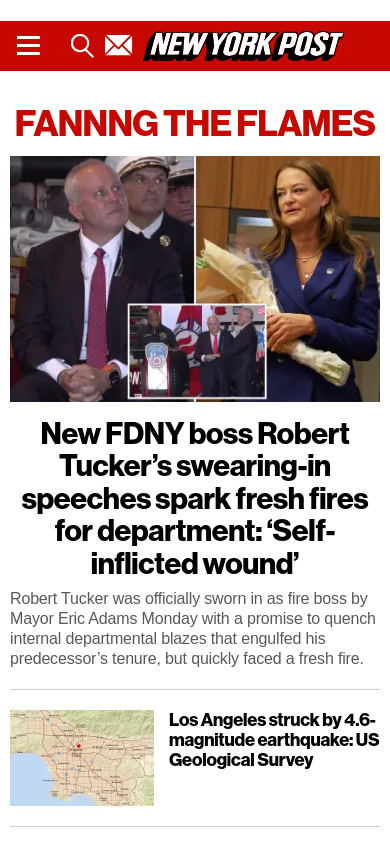 NEW YORK POST
FANNNG THE FLAMES
New FDNY boss Robert
Tucker's swearing-in
speeches spark fresh fires
for department: ‘Self-
inflicted wound’
Robert Tucker was officially sworn in as fire boss by
Mayor Eric Adams Monday with a promise to quench
internal departmental blazes that engulfed his
predecessor’s tenure, but quickly faced a fresh fire.
Los Angeles struck by 4.6-
magnitude earthquake: US
Geological Survey